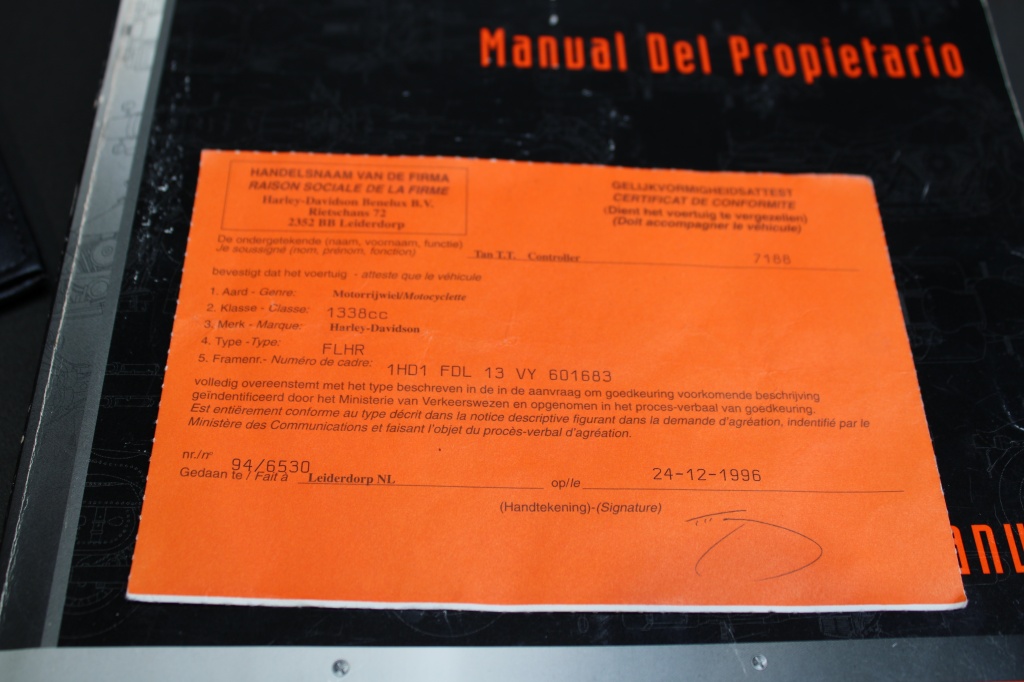 Manual Del Propietario
HANDELSNAAM VAN DE FIRMA
RAISON SOCIALE DE LA FIRME
Harley-Davidson Benelux B.V.
Rietschans 72
2352 BB Leiderdorp
GELIJKVORMIGHEIDSATTEST
CERTIFICAT DE CONFORMITE
(Dient het voertuig te vergezellen)
(Doit accompagner le véhicule)
De ondergetekende (naam, voornaam, functie)
Je soussigné (nom, prénom, fonction)
Tan T.T. Controller 7188
bevestigt dat het voertuig - atteste que le véhicule
1. Aard - Genre: Motorrijwiel/Motocyclette
2. Klasse - Classe: 1338cc
3. Merk - Marque: Harley-Davidson
4. Type - Type: FLHR
5. Framenr.- Numéro de cadre: 1HD1 FDL 13 VY 601683
volledig overeenstemt met het type beschreven in de in de aanvraag om goedkeuring voorkomende beschrijving
geïndentificeerd door het Ministerie van Verkeerswezen en opgenomen in het proces-verbaal van goedkeuring.
Est entièrement conforme au type décrit dans la notice descriptive figurant dans la demande d'agréation, indentifié par le
Ministère des Communications et faisant l'objet du procès-verbal d'agréation.
nr./n° 94/6530
Gedaan te / Fait à Leiderdorp NL op/le 24-12-1996
(Handtekening)-(Signature)